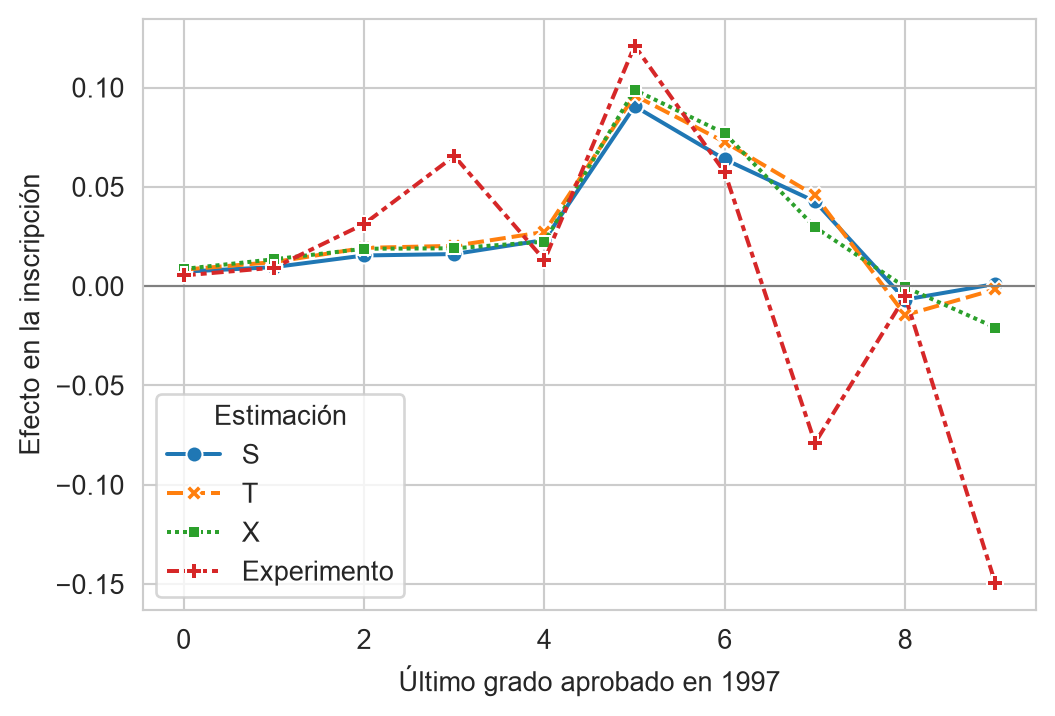 Efecto en la inscripción
0.10
0.05
0.00
−0.05
−0.10
−0.15
Estimación
S
T
X
Experimento
0 2 4 6 8
Último grado aprobado en 1997